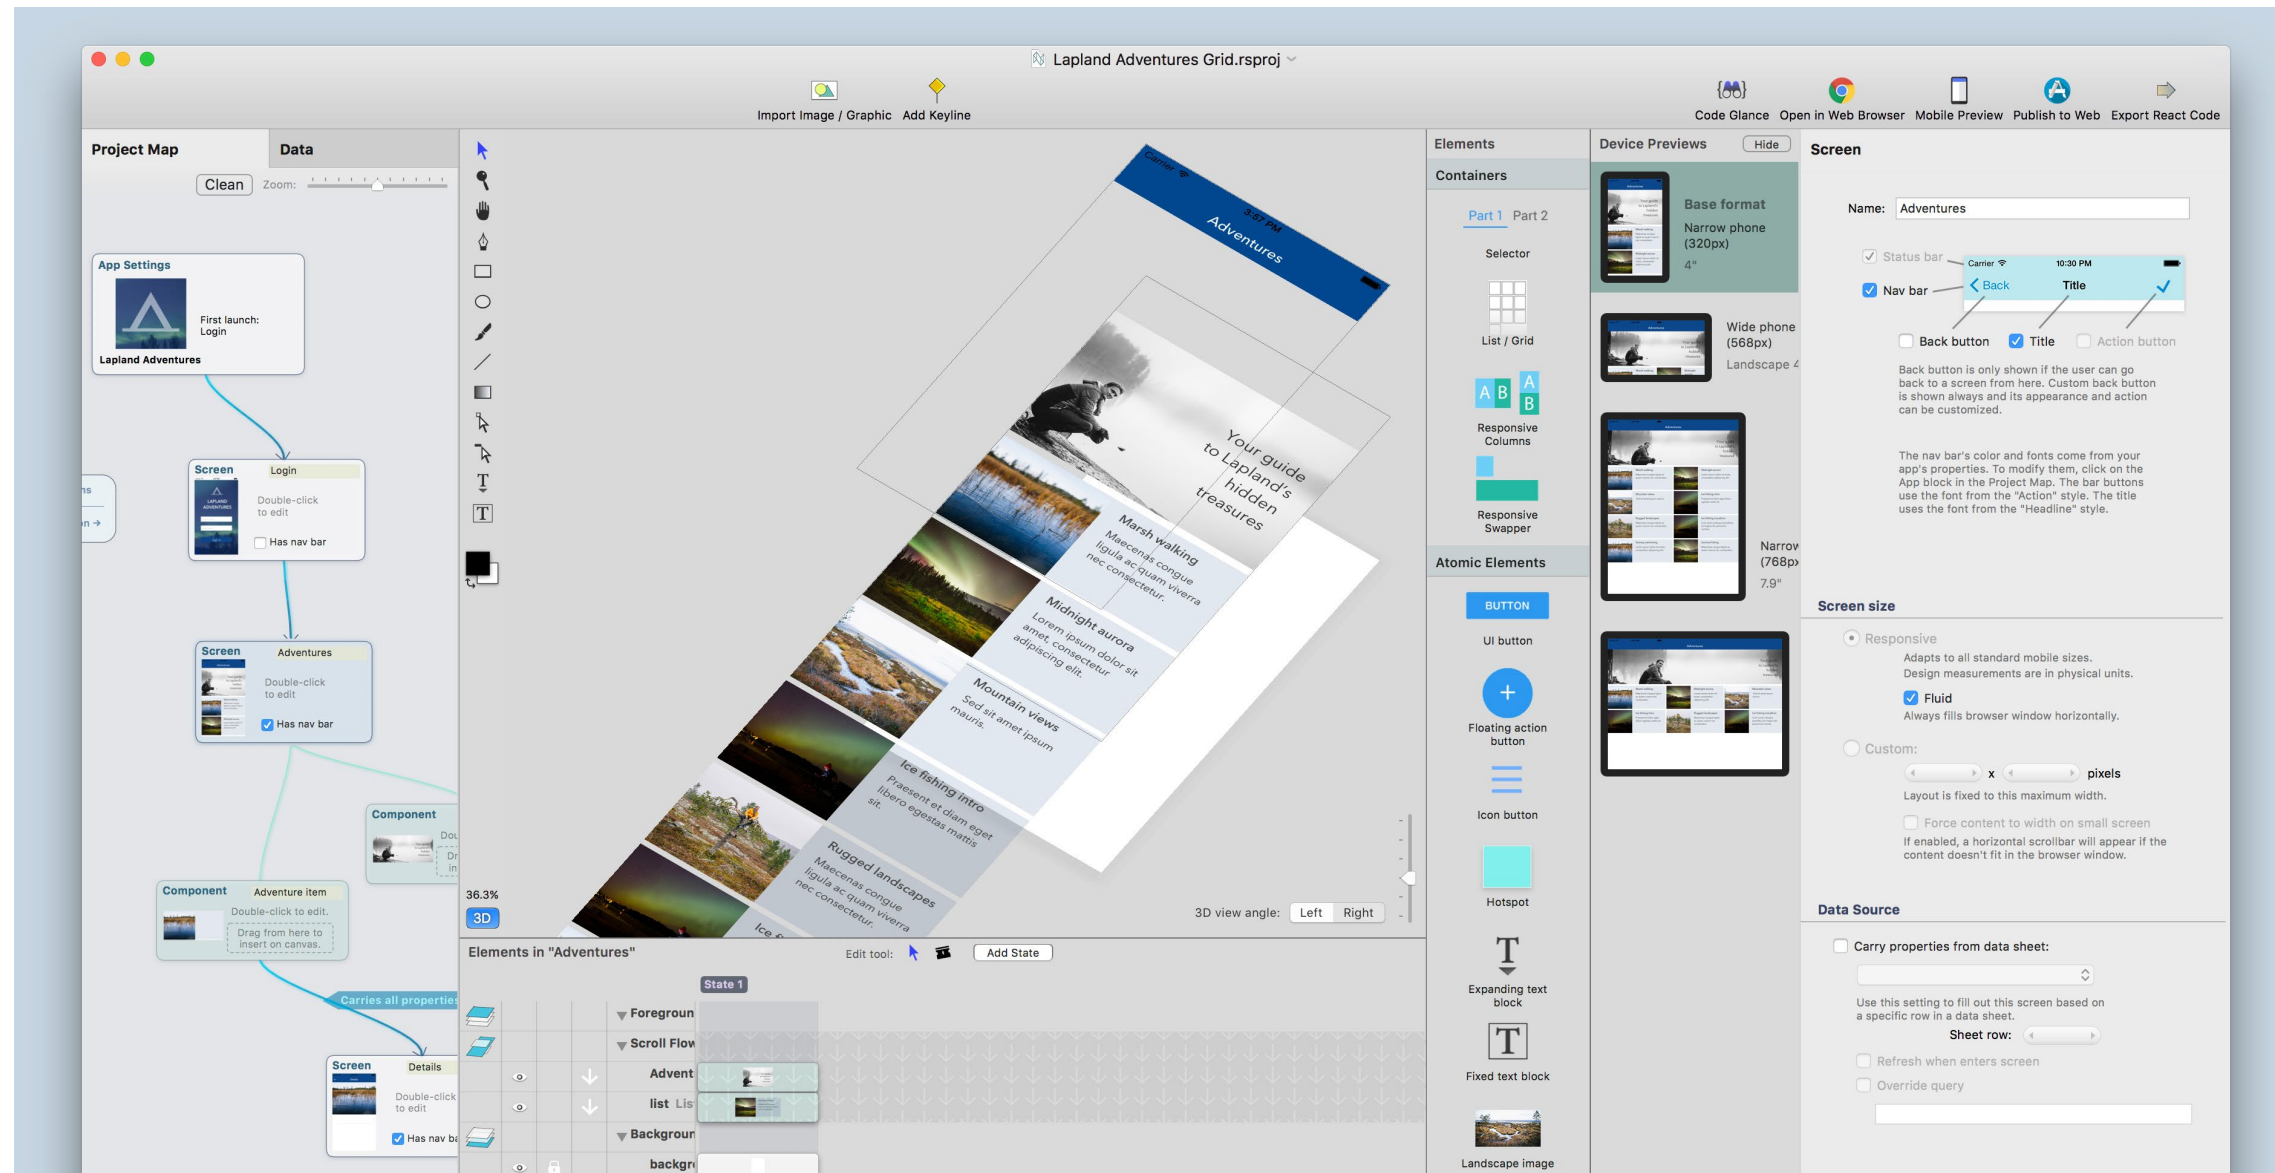 Lapland Adventures Grid.rsproj
Import Image / Graphic
Add Keyline
Code Glance
Open in Web Browser
Mobile Preview
Publish to Web
Export React Code
Project Map
Data
Clean
Zoom:
App Settings
First launch:
Login
Lapland Adventures
Screen
Login
LAPLAND
ADVENTURES
Double-click
to edit
Has nav bar
Screen
Adventures
Double-click
to edit
Has nav bar
Component
Component
Adventure item
Double-click to edit.
Drag from here to
insert on canvas.
Carries all properties
Screen
Details
Double-click
to edit
Has nav ba
Carrier
3:57 PM
Adventures
Your guide
to Lapland's
hidden
treasures
Marsh walking
Maecenas congue
ligula ac quam viverra
nec consectetur.
Midnight aurora
Lorem ipsum dolor sit
amet, consectetur
adipiscing elit.
Mountain views
Sed sit amet ipsum
mauris.
Ice fishing intro
Praesent et diam eget
libero egestas mattis
sit.
Rugged landscapes
Maecenas congue
ligula ac quam viverra
nec consectetur.
36.3%
3D
3D view angle:
Left
Right
Elements in "Adventures"
Edit tool:
Add State
State 1
Foregroun
Scroll Flow
Advent
list Lis
Backgroun
backgr
Elements
Containers
Part 1
Part 2
Selector
List / Grid
A B A
B
Responsive
Columns
Responsive
Swapper
Atomic Elements
BUTTON
UI button
Floating action
button
Icon button
Hotspot
T
Expanding text
block
T
Fixed text block
Landscape image
Device Previews
Hide
Base format
Narrow phone
(320px)
4"
Wide phone
(568px)
Landscape 4
Narrow
(768px
7.9"
Screen
Name:
Adventures
Status bar
Nav bar
Carrier
10:30 PM
Back
Title
Back button
Title
Action button
Back button is only shown if the user can go
back to a screen from here. Custom back button
is shown always and its appearance and action
can be customized.
The nav bar's color and fonts come from your
app's properties. To modify them, click on the
App block in the Project Map. The bar buttons
use the font from the "Action" style. The title
uses the font from the "Headline" style.
Screen size
Responsive
Adapts to all standard mobile sizes.
Design measurements are in physical units.
Fluid
Always fills browser window horizontally.
Custom:
x
pixels
Layout is fixed to this maximum width.
Force content to width on small screen
If enabled, a horizontal scrollbar will appear if the
content doesn't fit in the browser window.
Data Source
Carry properties from data sheet:
Use this setting to fill out this screen based on
a specific row in a data sheet.
Sheet row:
Refresh when enters screen
Override query